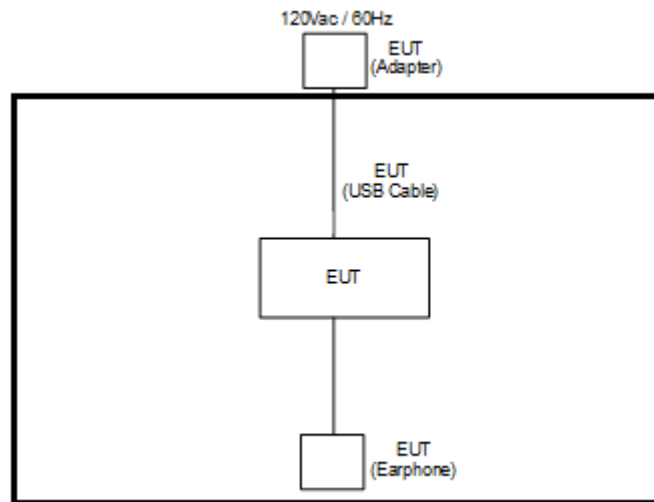 120Vac / 60Hz
EUT
(Adapter)
EUT
(USB Cable)
EUT
EUT
(Earphone)